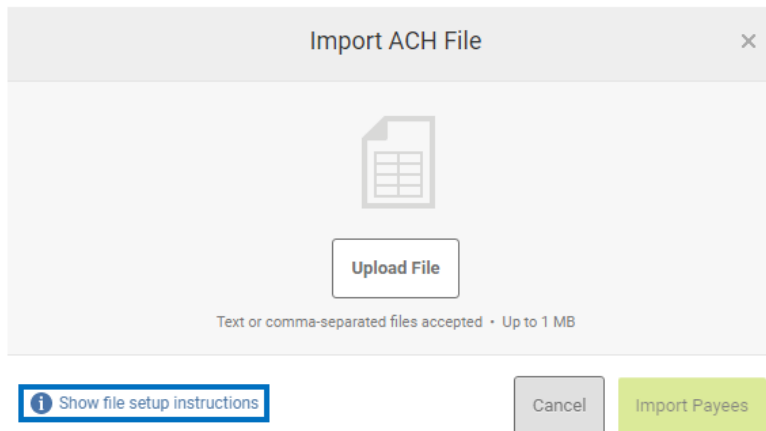 Import ACH File
Upload File
Text or comma-separated files accepted • Up to 1 MB
Show file setup instructions
Cancel
Import Payees